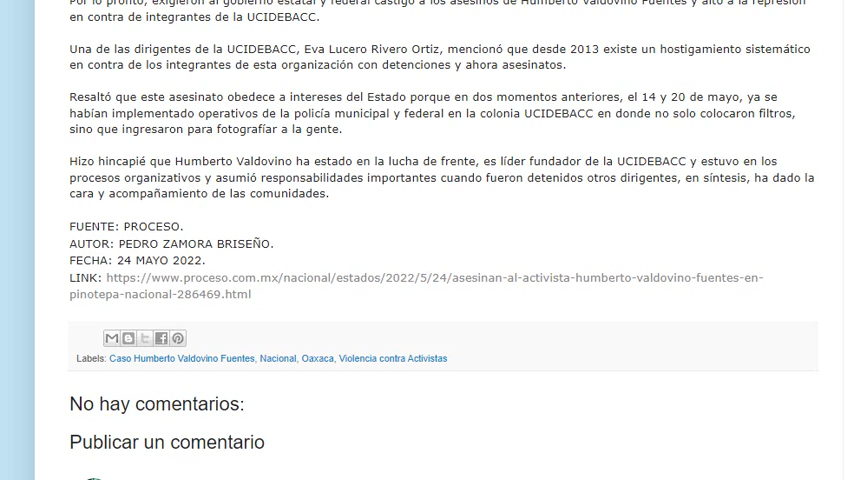 Por lo pronto, exigieron al gobierno estatal y federal castigo a los asesinos de Humberto Valdovino Fuentes y alto a la represión
en contra de integrantes de la UCIDEBACC.
Una de las dirigentes de la UCIDEBACC, Eva Lucero Rivero Ortiz, mencionó que desde 2013 existe un hostigamiento sistemático
en contra de los integrantes de esta organización con detenciones y ahora asesinatos.
Resaltó que este asesinato obedece a intereses del Estado porque en dos momentos anteriores, el 14 y 20 de mayo, ya se
habían implementado operativos de la policía municipal y federal en la colonia UCIDEBACC en donde no solo colocaron filtros,
sino que ingresaron para fotografíar a la gente.
Hizo hincapié que Humberto Valdovino ha estado en la lucha de frente, es líder fundador de la UCIDEBACC y estuvo en los
procesos organizativos y asumió responsabilidades importantes cuando fueron detenidos otros dirigentes, en síntesis, ha dado la
cara y acompañamiento de las comunidades.
FUENTE: PROCESO.
AUTOR: PEDRO ZAMORA BRISEÑO.
FECHA: 24 MAYO 2022.
LINK: https://www.proceso.com.mx/nacional/estados/2022/5/24/asesinan-al-activista-humberto-valdovino-fuentes-en-
pinotepa-nacional-286469.html
Labels: Caso Humberto Valdovino Fuentes, Nacional, Oaxaca, Violencia contra Activistas
No hay comentarios:
Publicar un comentario